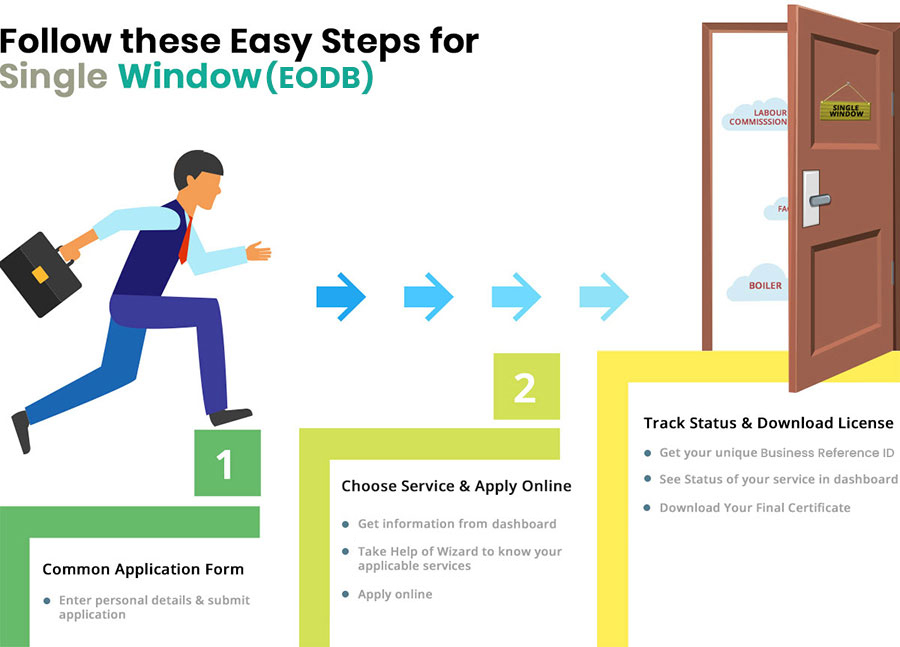 Follow these Easy Steps for
Single Window(EODB)
LABOUR
COMMISSSION
SINGLE
WINDOW
BOILER
1
Common Application Form
Enter personal details & submit
application
2
Choose Service & Apply Online
Get information from dashboard
Take Help of Wizard to know your
applicable services
Apply online
Track Status & Download License
Get your unique Business Reference ID
See Status of your service in dashboard
Download Your Final Certificate